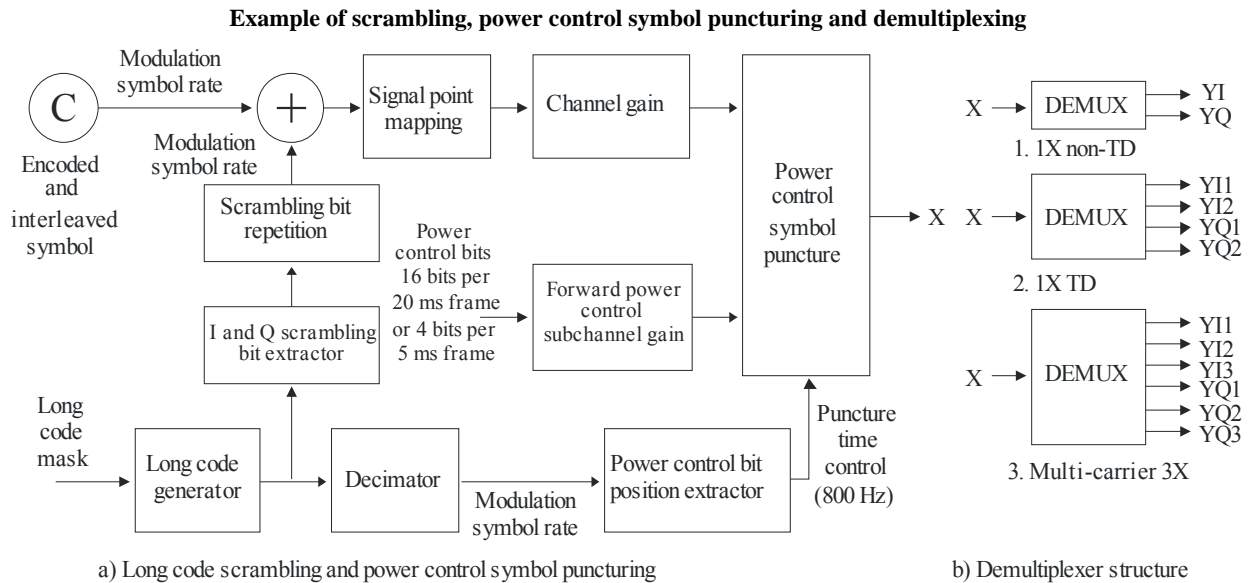 Example of scrambling, power control symbol puncturing and demultiplexing
Modulation
symbol rate
C
Encoded and
interleaved
symbol
+
Modulation
symbol rate
Signal point
mapping
Channel gain
Scrambling bit
repetition
I and Q scrambling
bit extractor
Power
control bits
16 bits per
20 ms frame
or 4 bits per
5 ms frame
Forward power
control
subchannel gain
Power
control
symbol
puncture
X
Long
code
mask
Long code
generator
Decimator
Modulation
symbol rate
Power control bit
position extractor
Puncture
time
control
(800 Hz)
a) Long code scrambling and power control symbol puncturing
X
DEMUX
YI
YQ
1. 1X non-TD
X
DEMUX
YI1
YI2
YQ1
YQ2
2. 1X TD
X
DEMUX
YI1
YI2
YI3
YQ1
YQ2
YQ3
3. Multi-carrier 3X
b) Demultiplexer structure